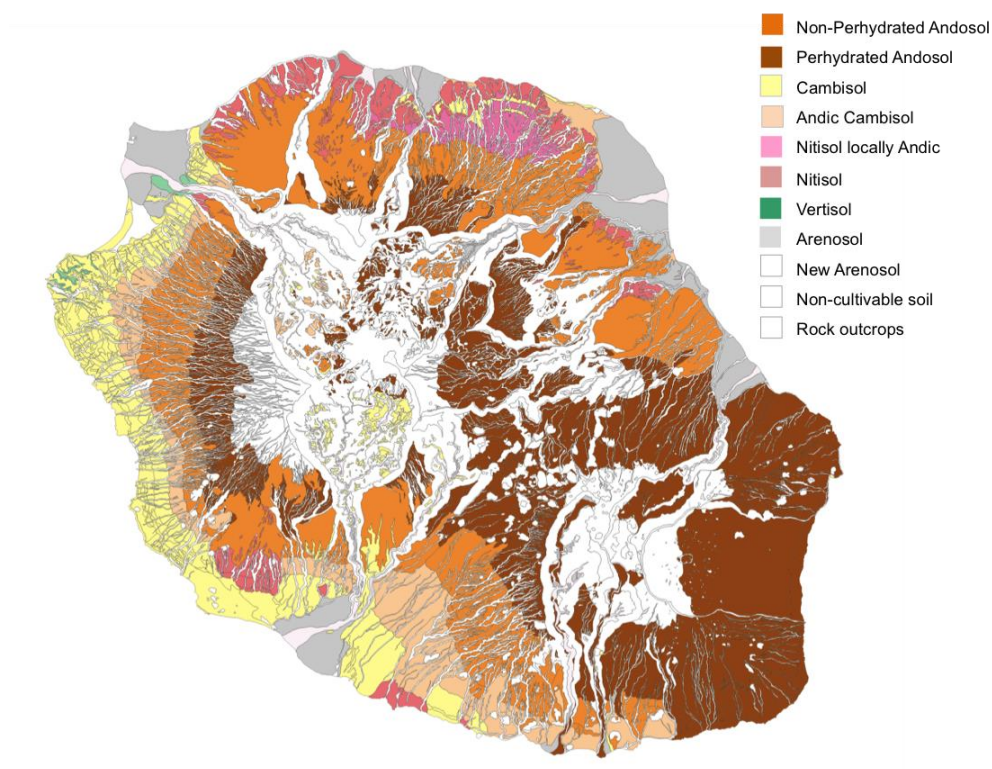 Non-Perhydrated Andosol
Perhydrated Andosol
Cambisol
Andic Cambisol
Nitisol locally Andic
Nitisol
Vertisol
Arenosol
New Arenosol
Non-cultivable soil
Rock outcrops